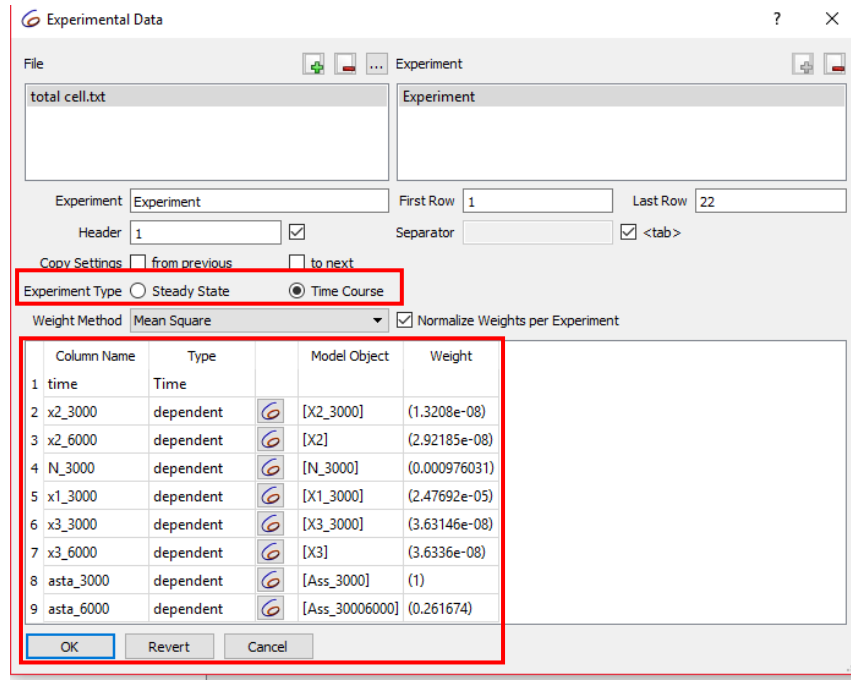 Experimental Data ?
File ... Experiment
total cell.txt Experiment
Experiment Experiment First Row 1 Last Row 22
Header 1 Separator <tab>
Copy Settings from previous to next
Experiment Type Steady State Time Course
Weight Method Mean Square Normalize Weights per Experiment
Column Name Type Model Object Weight
1 time Time
2 x2_3000 dependent [X2_3000] (1.3208e-08)
3 x2_6000 dependent [X2] (2.92185e-08)
4 N_3000 dependent [N_3000] (0.000976031)
5 x1_3000 dependent [X1_3000] (2.47692e-05)
6 x3_3000 dependent [X3_3000] (3.63146e-08)
7 x3_6000 dependent [X3] (3.6336e-08)
8 asta_3000 dependent [Ass_3000] (1)
9 asta_6000 dependent [Ass_30006000] (0.261674)
OK Revert Cancel